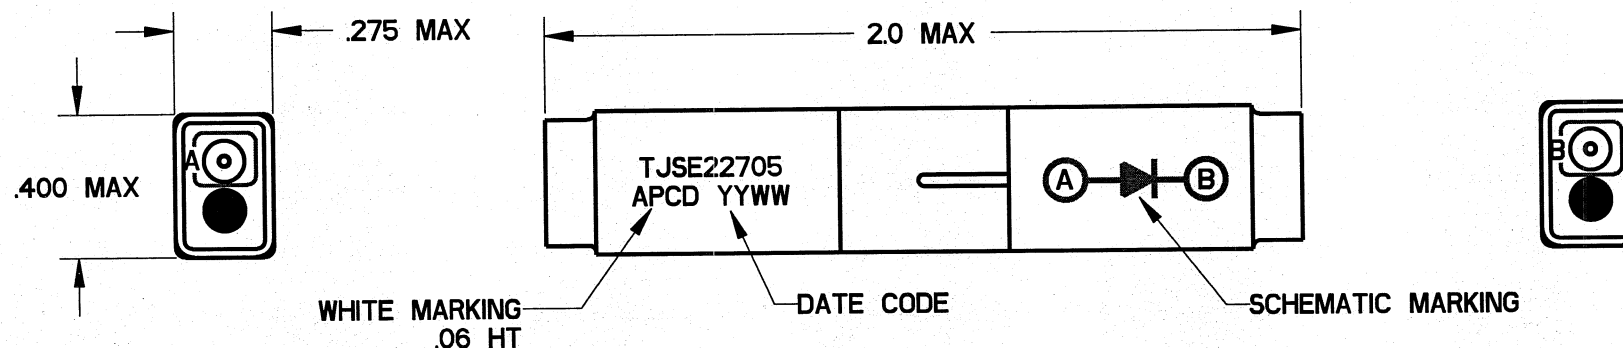 .275 MAX
2.0 MAX
.400 MAX
A
TJSE22705
APCD YYWW
A
B
B
WHITE MARKING
.06 HT
DATE CODE
SCHEMATIC MARKING